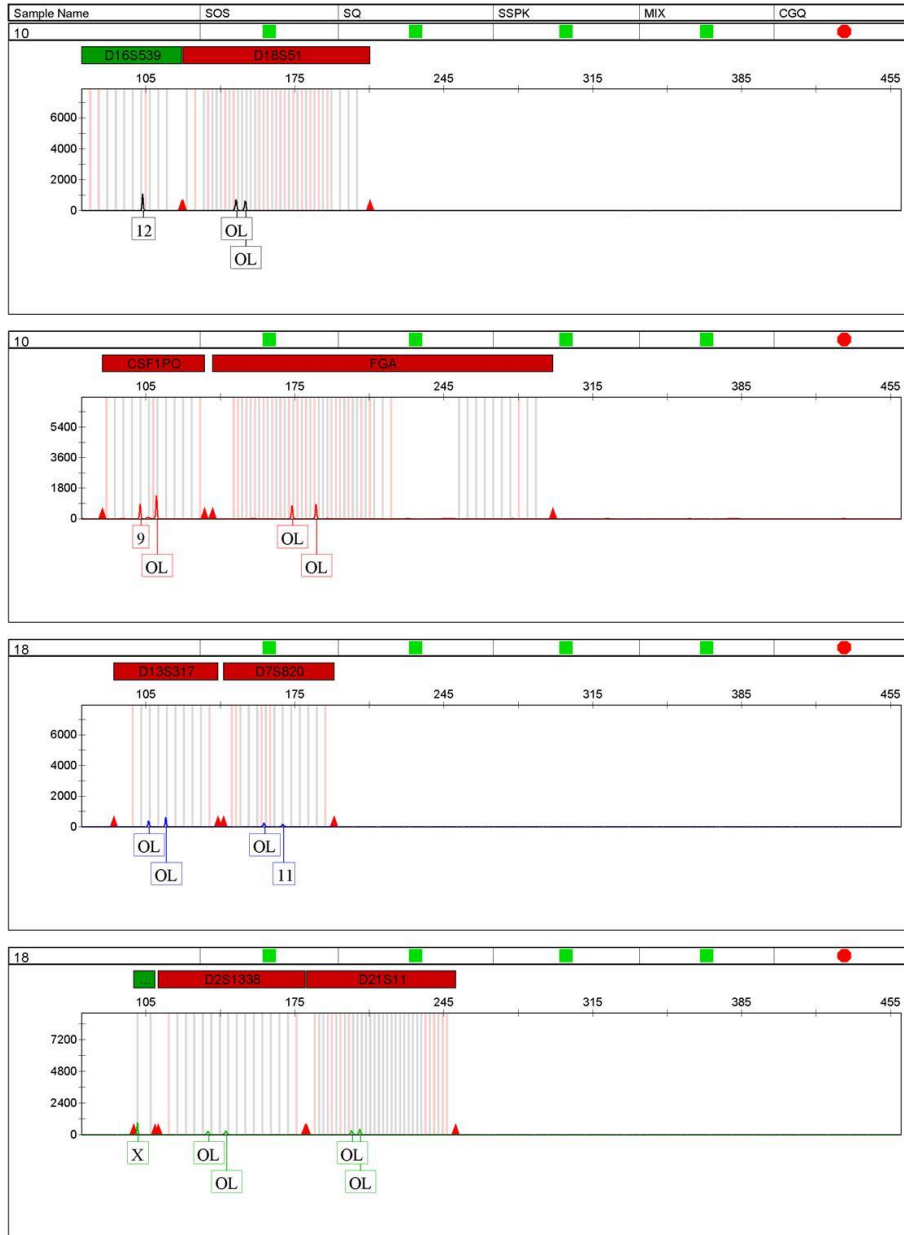 Sample Name SOS SQ SSPK MIX CGQ
10
D16S539 D18S51
105 175 245 315 385 455
6000
4000
2000
0
12 OL
OL
10
CSF1PO FGA
105 175 245 315 385 455
5400
3600
1800
0
9 OL OL
OL
18
D13S317 D7S820
105 175 245 315 385 455
6000
4000
2000
0
OL OL
OL 11
18
D2S1338 D21S11
105 175 245 315 385 455
7200
4800
2400
0
X OL OL
OL OL